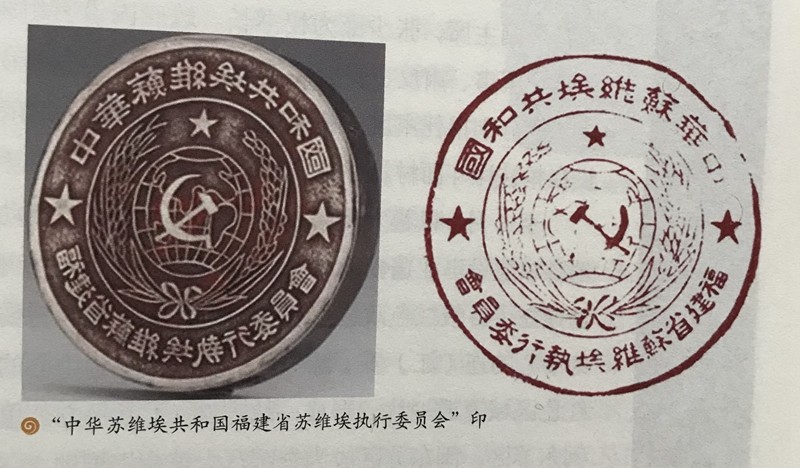 中華蘇維埃共和國
福建省蘇維埃執行委員會
中華蘇維埃共和國
福建省蘇維埃執行委員會
“中华苏维埃共和国福建省苏维埃执行委员会”印